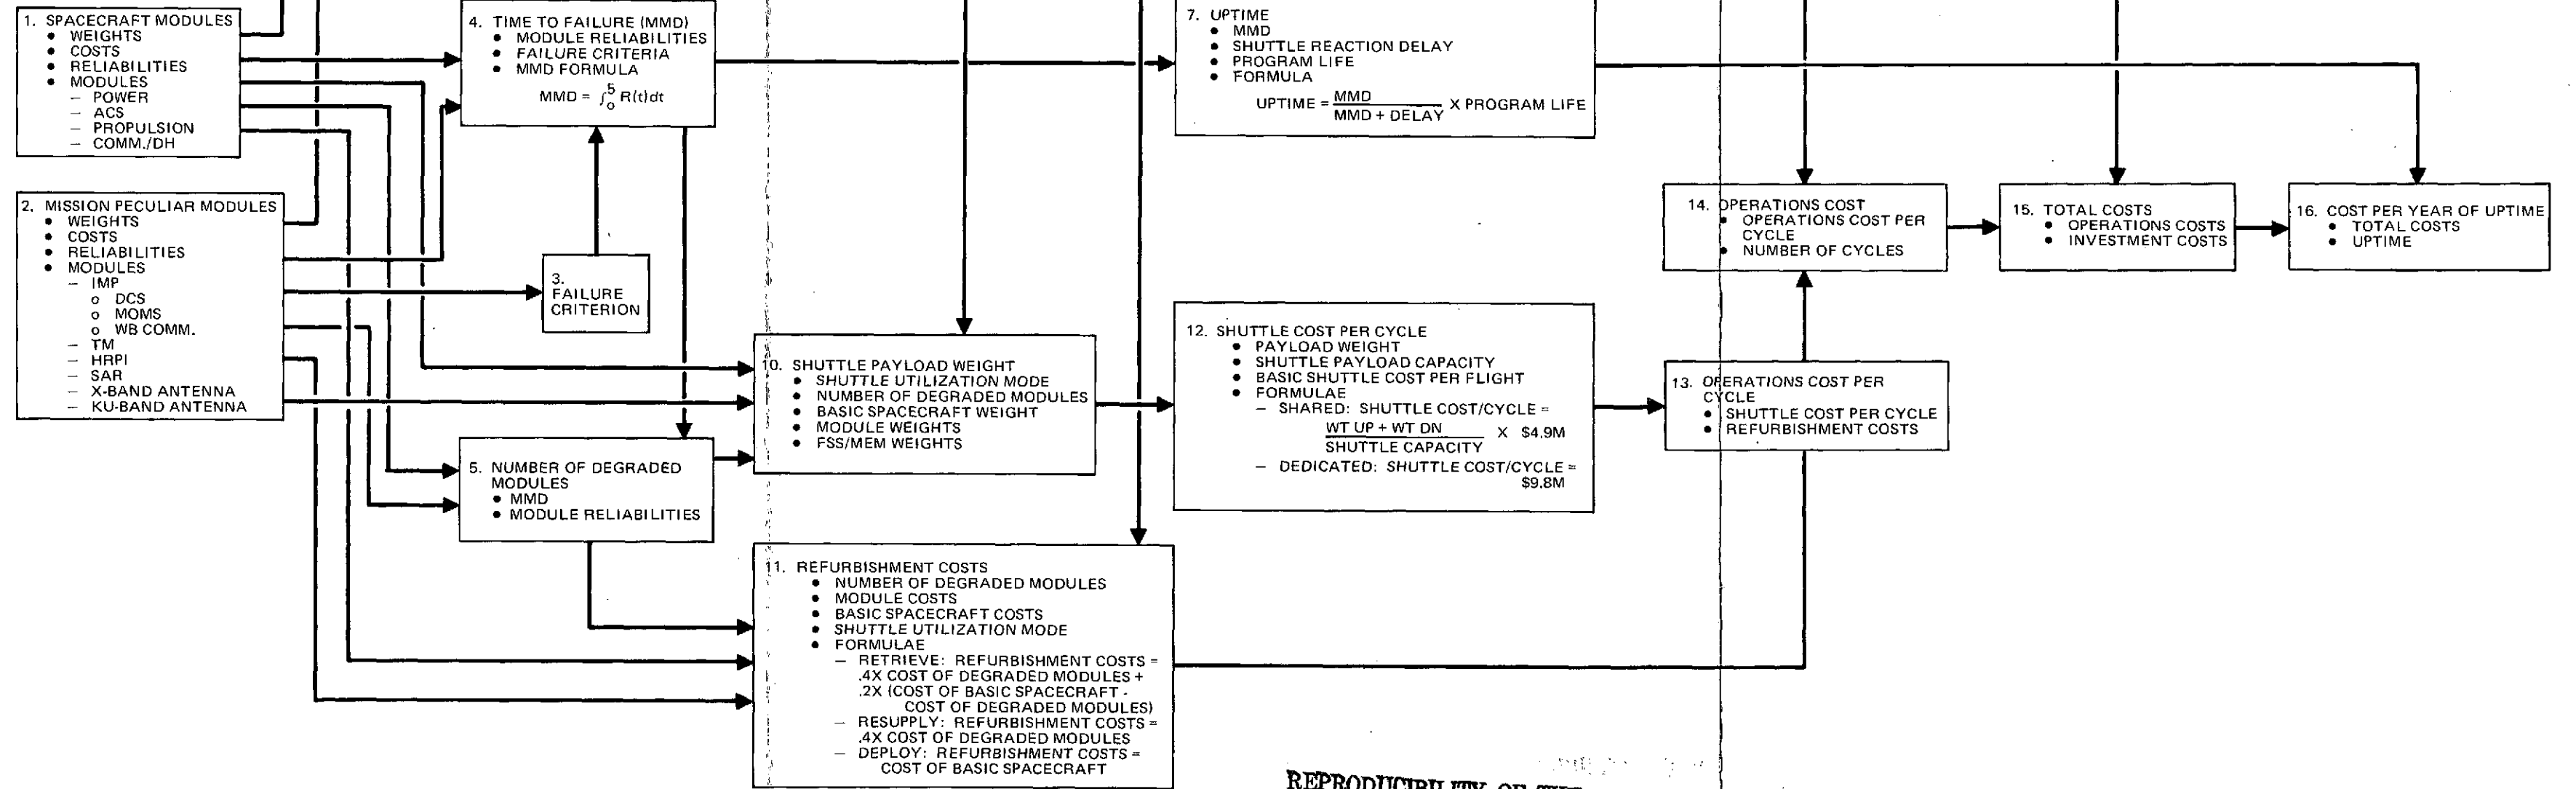 1. SPACECRAFT MODULES
• WEIGHTS
• COSTS
• RELIABILITIES
• MODULES
– POWER
– ACS
– PROPULSION
– COMM./DH
2. MISSION PECULIAR MODULES
• WEIGHTS
• COSTS
• RELIABILITIES
• MODULES
– IMP
o DCS
o MOMS
o WB COMM.
– TM
– HRPI
– SAR
– X-BAND ANTENNA
– KU-BAND ANTENNA
3.
FAILURE
CRITERION
4. TIME TO FAILURE (MMD)
• MODULE RELIABILITIES
• FAILURE CRITERIA
• MMD FORMULA
MMD = ∫₀⁵ R(t)dt
5. NUMBER OF DEGRADED
MODULES
• MMD
• MODULE RELIABILITIES
7. UPTIME
• MMD
• SHUTTLE REACTION DELAY
• PROGRAM LIFE
• FORMULA
UPTIME = MMD / MMD + DELAY X PROGRAM LIFE
10. SHUTTLE PAYLOAD WEIGHT
• SHUTTLE UTILIZATION MODE
• NUMBER OF DEGRADED MODULES
• BASIC SPACECRAFT WEIGHT
• MODULE WEIGHTS
• FSS/MEM WEIGHTS
11. REFURBISHMENT COSTS
• NUMBER OF DEGRADED MODULES
• MODULE COSTS
• BASIC SPACECRAFT COSTS
• SHUTTLE UTILIZATION MODE
• FORMULAE
– RETRIEVE: REFURBISHMENT COSTS =
.4X COST OF DEGRADED MODULES +
.2X (COST OF BASIC SPACECRAFT -
COST OF DEGRADED MODULES)
– RESUPPLY: REFURBISHMENT COSTS =
.4X COST OF DEGRADED MODULES
– DEPLOY: REFURBISHMENT COSTS =
COST OF BASIC SPACECRAFT
12. SHUTTLE COST PER CYCLE
• PAYLOAD WEIGHT
• SHUTTLE PAYLOAD CAPACITY
• BASIC SHUTTLE COST PER FLIGHT
• FORMULAE
– SHARED: SHUTTLE COST/CYCLE =
WT UP + WT DN
X $4.9M
SHUTTLE CAPACITY
– DEDICATED: SHUTTLE COST/CYCLE =
$9.8M
13. OPERATIONS COST PER
CYCLE
• SHUTTLE COST PER CYCLE
• REFURBISHMENT COSTS
14. OPERATIONS COST
• OPERATIONS COST PER
CYCLE
• NUMBER OF CYCLES
15. TOTAL COSTS
• OPERATIONS COSTS
• INVESTMENT COSTS
16. COST PER YEAR OF UPTIME
• TOTAL COSTS
• UPTIME
REPRODUCIBILITY OF THE